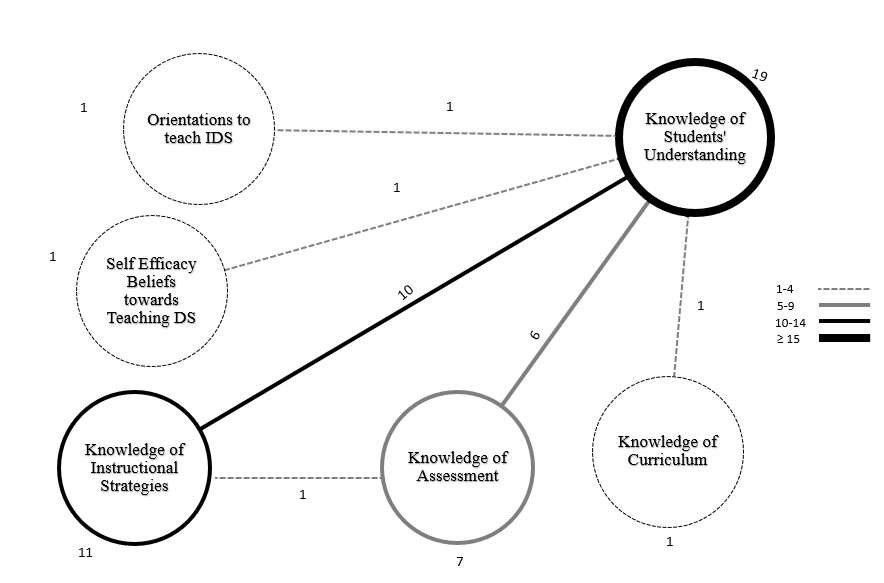 1
Orientations to
teach IDS
1
19
Knowledge of
Students'
Understanding
1
1
Self Efficacy
Beliefs
towards
Teaching DS
10
6
1
1-4
5-9
10-14
≥ 15
Knowledge of
Instructional
Strategies
11
1
Knowledge of
Assessment
7
Knowledge of
Curriculum
1